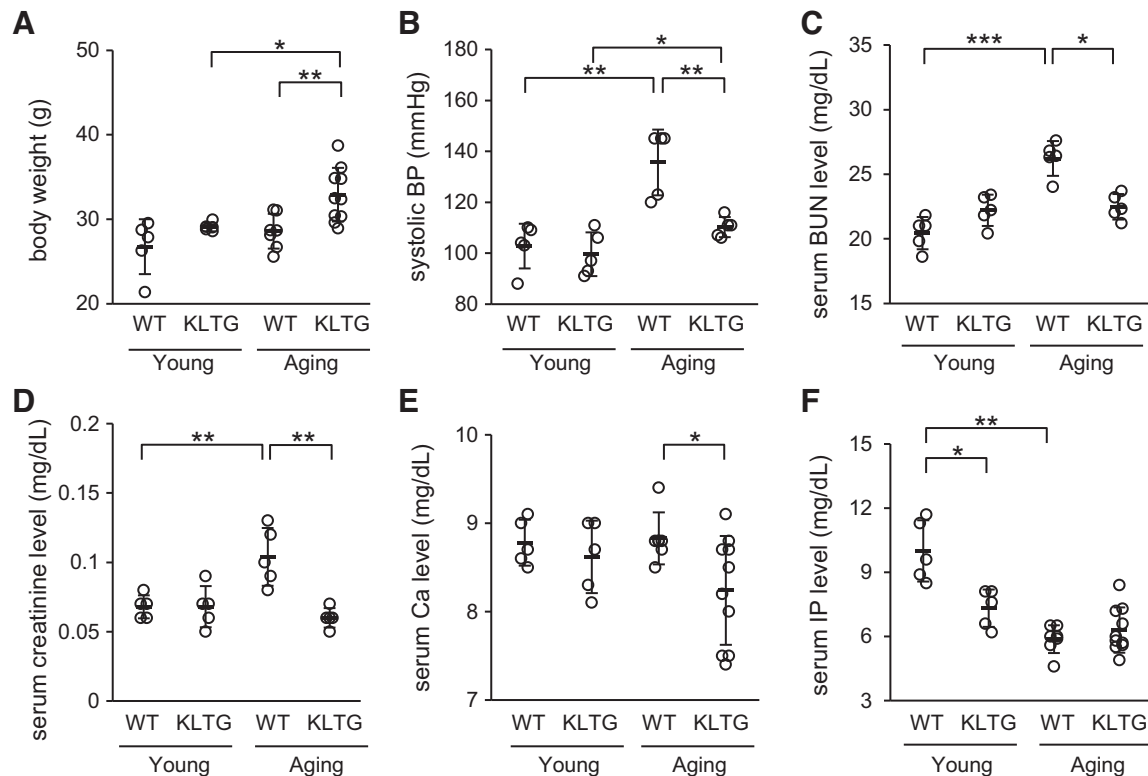 A
body weight (g)
50
40
30
20
*
**
WT KLTG WT KLTG
Young Aging
B
systolic BP (mmHg)
180
160
140
120
100
80
*
** **
WT KLTG WT KLTG
Young Aging
C
serum BUN level (mg/dL)
35
30
25
20
15
*** *
WT KLTG WT KLTG
Young Aging
D
serum creatinine level (mg/dL)
0.2
0.15
0.1
0.05
0
** **
WT KLTG WT KLTG
Young Aging
E
serum Ca level (mg/dL)
10
9
8
7
*
WT KLTG WT KLTG
Young Aging
F
serum IP level (mg/dL)
15
12
9
6
3
**
*
WT KLTG WT KLTG
Young Aging